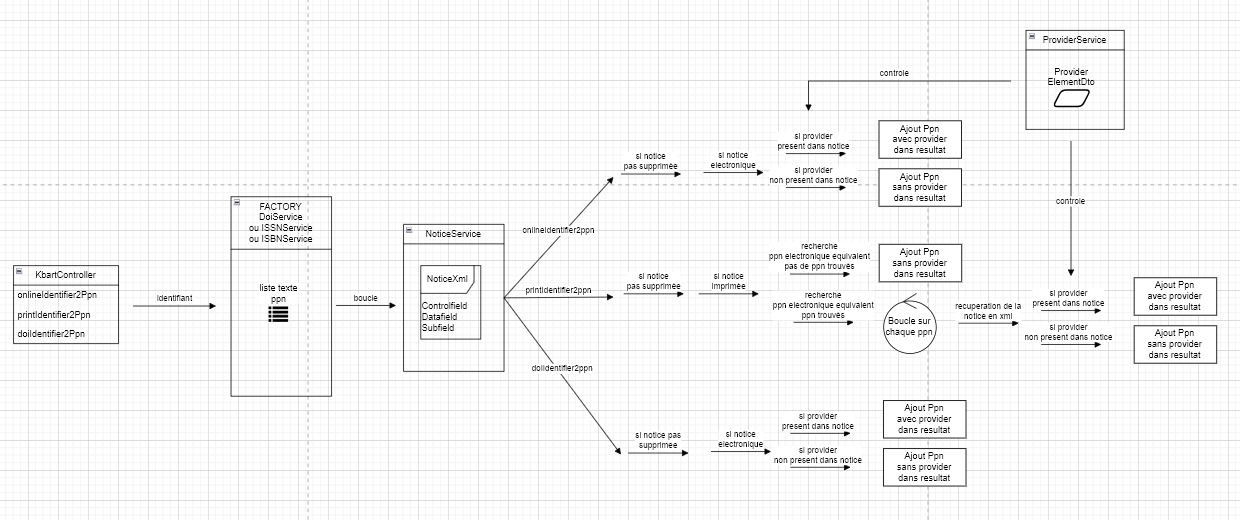 KbartController
onlineIdentifier2Ppn
printIdentifier2Ppn
doiIdentifier2Ppn
identifiant
FACTORY
DoiService
ou ISSNService
ou ISBNService
liste texte
ppn
boucle
NoticeService
NoticeXml
Controlfield
Datafield
Subfield
onlineIdentifier2ppn
printIdentifier2ppn
doiIdentifier2ppn
si notice
pas supprimée
si notice
electronique
si provider
present dans notice
si provider
non present dans notice
Ajout Ppn
avec provider
dans resultat
Ajout Ppn
sans provider
dans resultat
controle
ProviderService
Provider
ElementDto
controle
si notice
pas supprimée
si notice
imprimée
recherche
ppn electronique equivalent
pas de ppn trouvés
recherche
ppn electronique equivalent
ppn trouvés
Ajout Ppn
sans provider
dans resultat
Boucle sur
chaque ppn
recuperation de la
notice en xml
si provider
present dans notice
si provider
non present dans notice
Ajout Ppn
avec provider
dans resultat
Ajout Ppn
sans provider
dans resultat
si notice pas
supprimée
si notice
electronique
si provider
present dans notice
si provider
non present dans notice
Ajout Ppn
avec provider
dans resultat
Ajout Ppn
sans provider
dans resultat